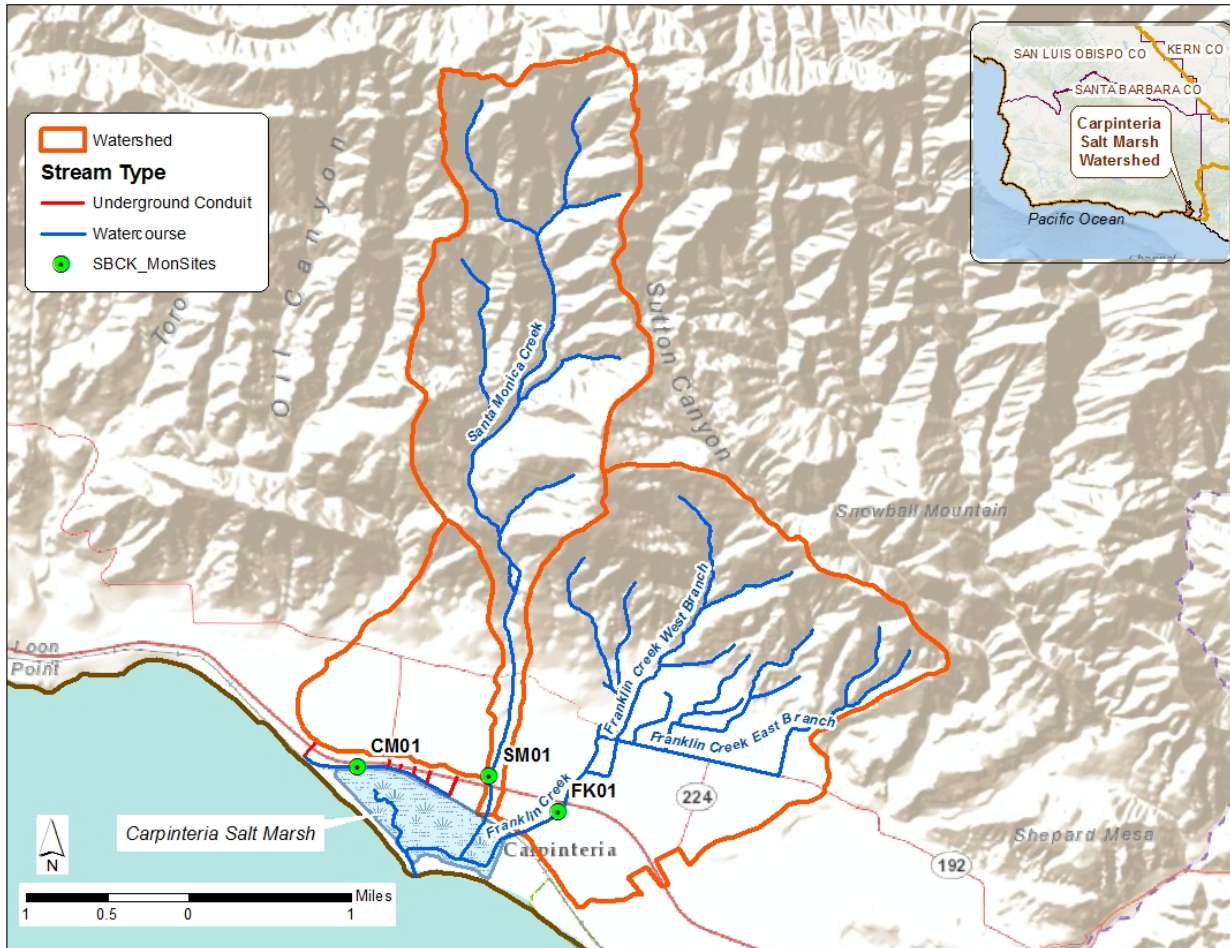 SAN LUIS OBISPO CO
KERN CO
SANTA BARBARA CO
Carpinteria
Salt Marsh
Watershed
Pacific Ocean
Channel
Watershed
Stream Type
Underground Conduit
Watercourse
SBCK_MonSites
Toro
Oil Canyon
Sutton Canyon
Santa Monica Creek
Snowball Mountain
Franklin Creek West Branch
Franklin Creek East Branch
Loon
Point
CM01
SM01
FK01
Franklin Creek
224
Carpinteria Salt Marsh
Carpinteria
Shepard Mesa
192
N
Miles
1
0.5
0
1